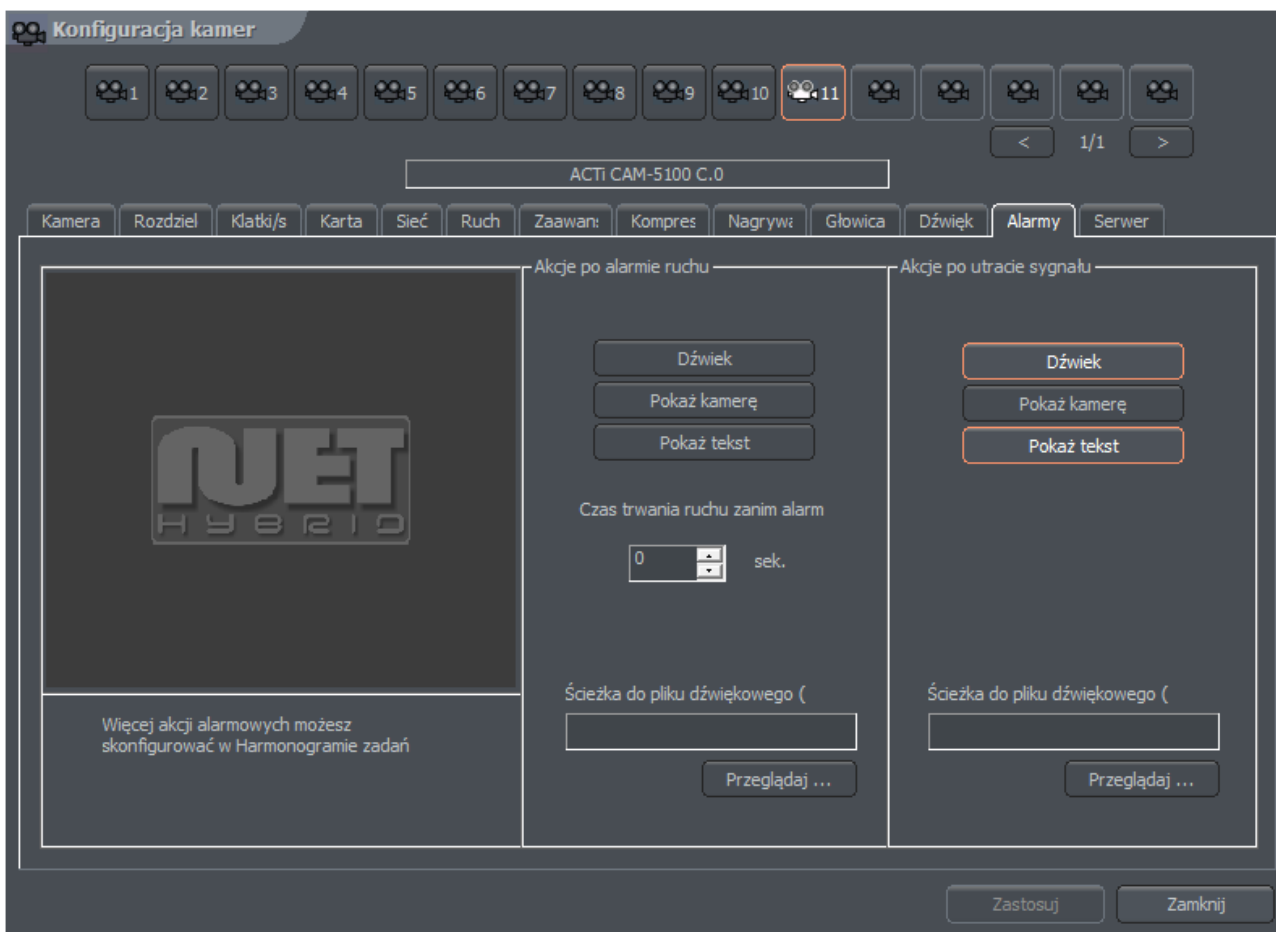 Konfiguracja kamer
1 2 3 4 5 6 7 8 9 10 11
< 1/1 >
ACTi CAM-5100 C.0
Kamera Rozdziel Klatki/s Karta Sieć Ruch Zaawan: Kompres Nagrywa Głowica Dźwięk Alarmy Serwer
Akcje po alarmie ruchu
Dźwiek
Pokaż kamerę
Pokaż tekst
Czas trwania ruchu zanim alarm
0 sek.
Ścieżka do pliku dźwiękowego (
Przeglądaj ...
Akcje po utracie sygnału
Dźwiek
Pokaż kamerę
Pokaż tekst
Ścieżka do pliku dźwiękowego (
Przeglądaj ...
NET
HYBRID
Więcej akcji alarmowych możesz
skonfigurować w Harmonogramie zadań
Zastosuj Zamknij